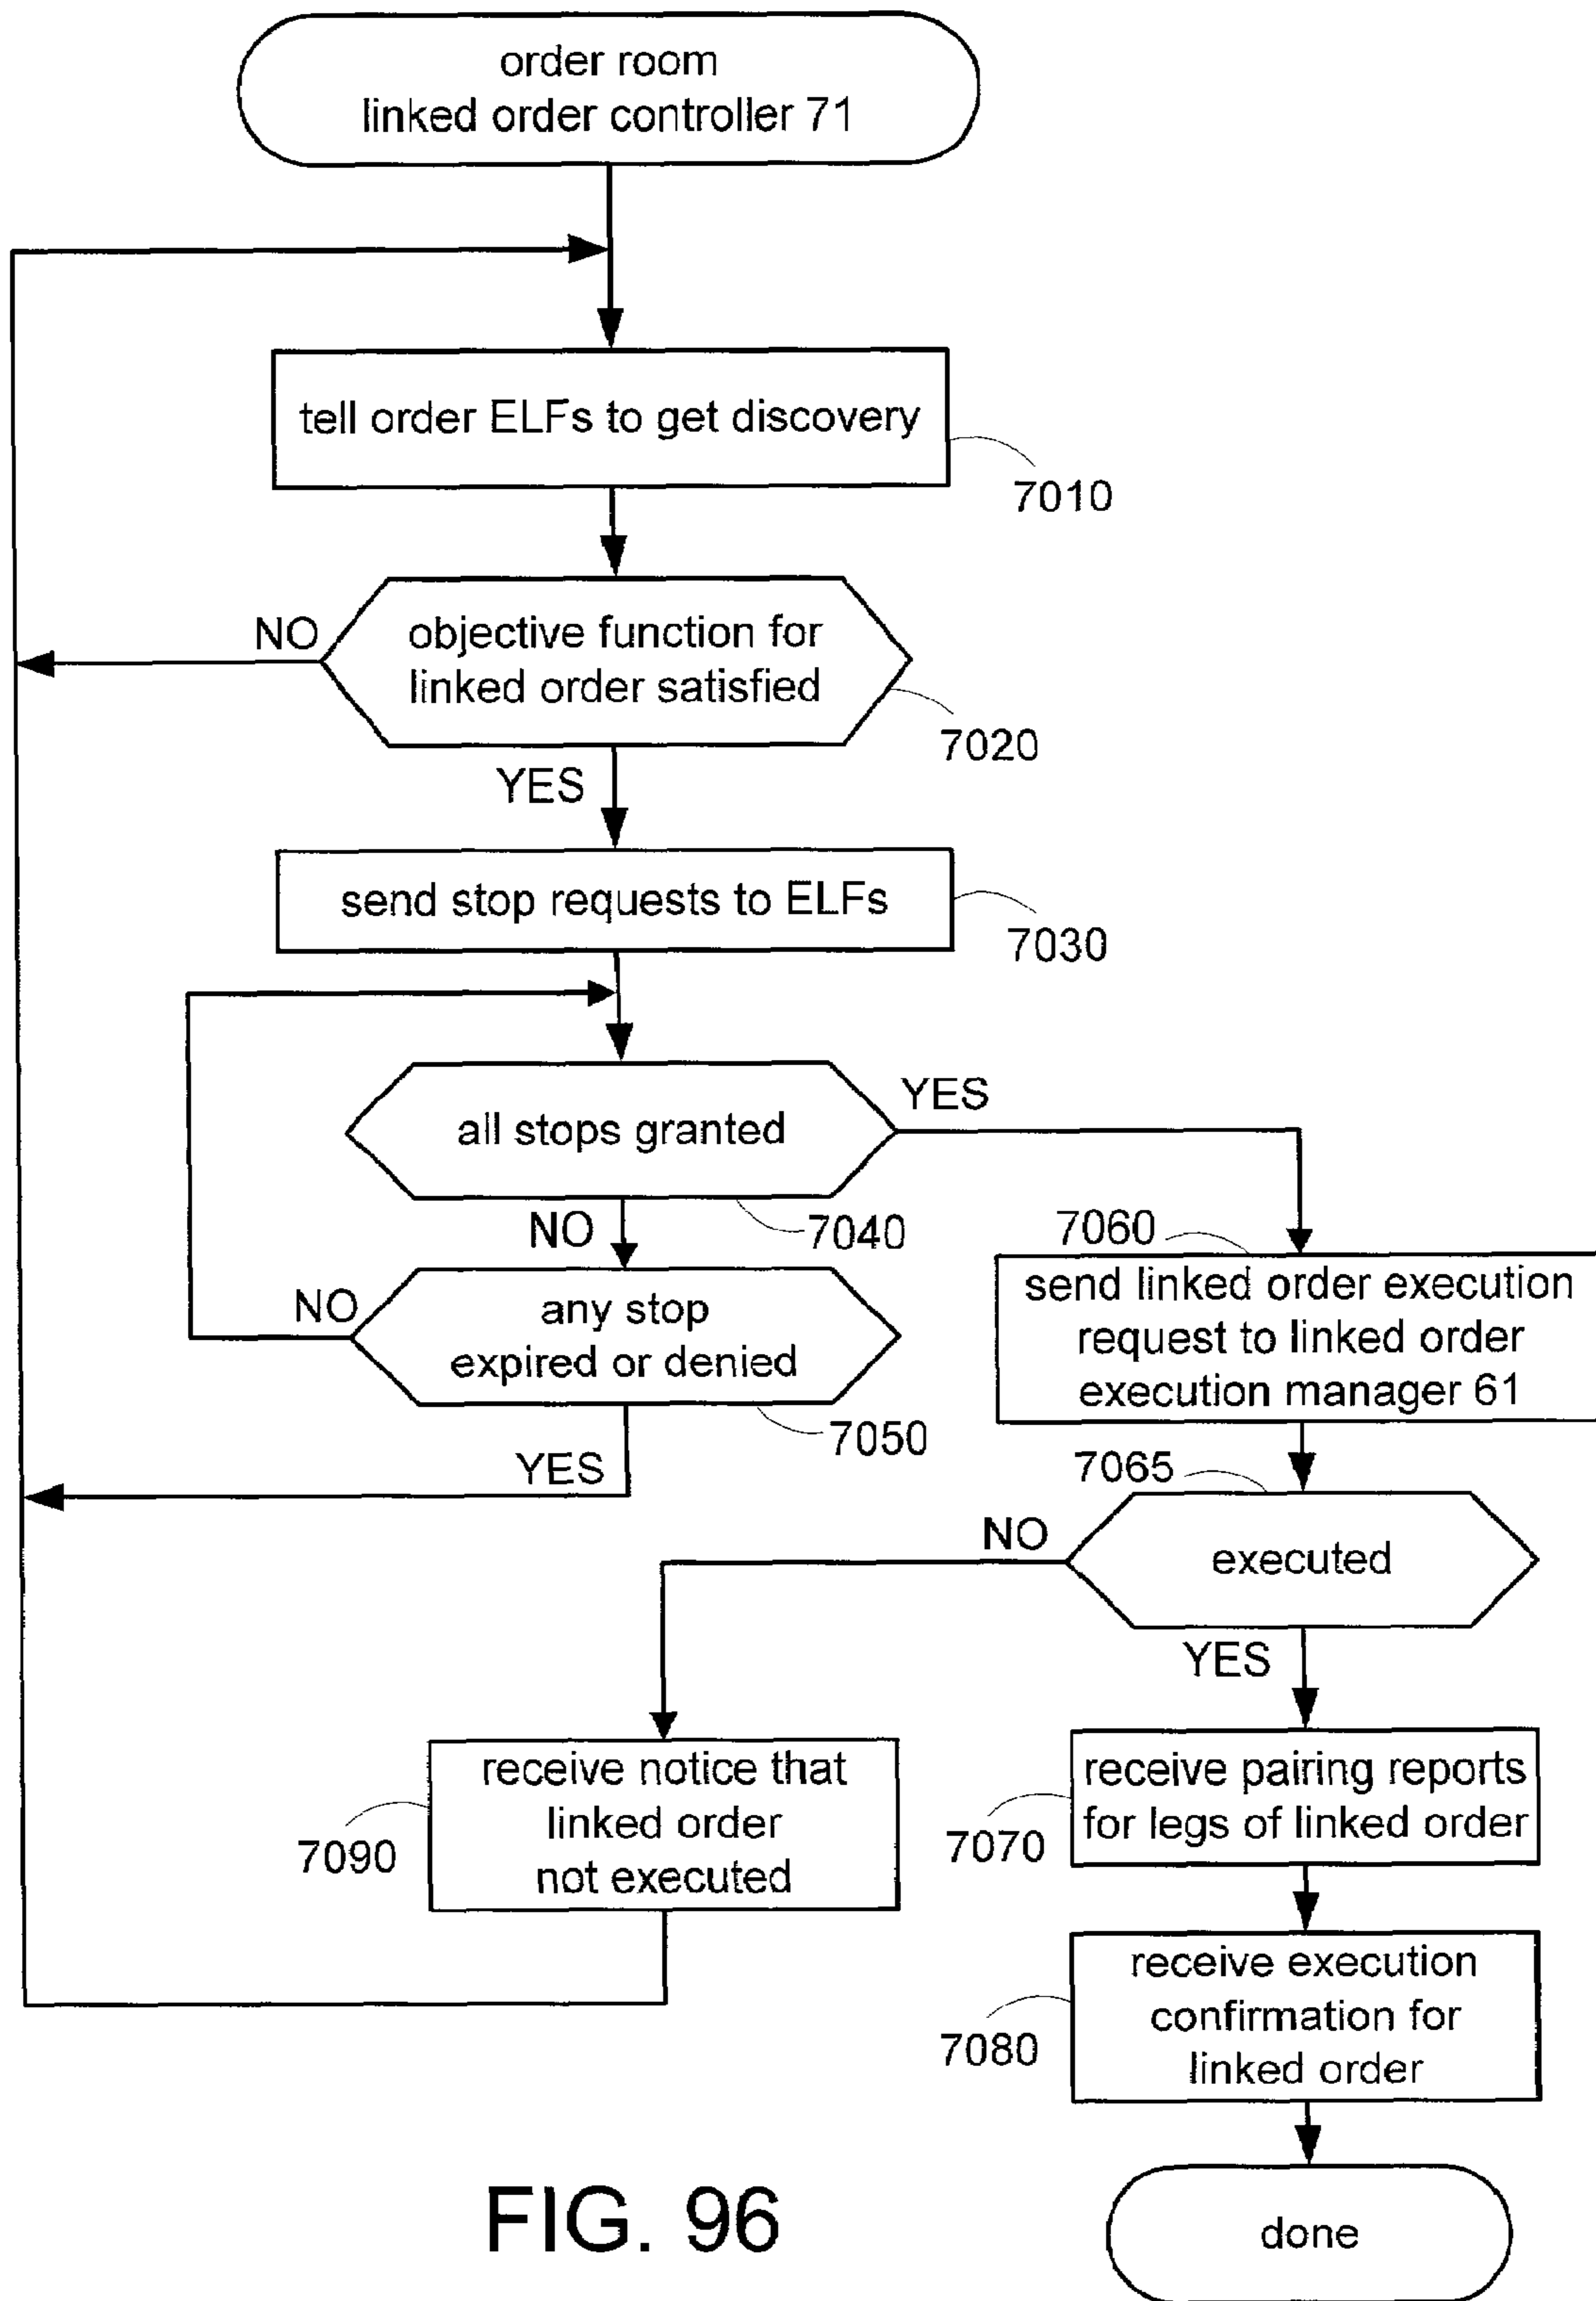 order room
linked order controller 71
tell order ELFs to get discovery
7010
NO
objective function for
linked order satisfied
7020
YES
send stop requests to ELFs
7030
all stops granted
YES
7040
NO
7060
send linked order execution
request to linked order
execution manager 61
NO
any stop
expired or denied
7050
YES
7065
NO
executed
YES
receive notice that
linked order
not executed
7090
receive pairing reports
for legs of linked order
7070
receive execution
confirmation for
linked order
7080
done
FIG. 96